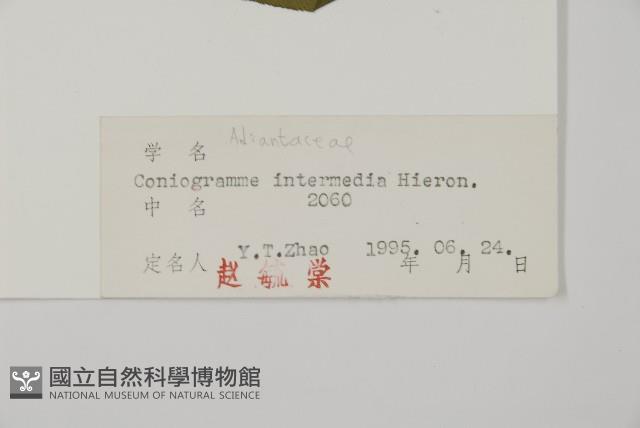 Adiantaceae
学 名
Coniogramme intermedia Hieron.
中 名 2060
定名人 Y.T.Zhao 1995. 06. 24.
年 月 日
赵 毓 棠
國立自然科學博物館
NATIONAL MUSEUM OF NATURAL SCIENCE